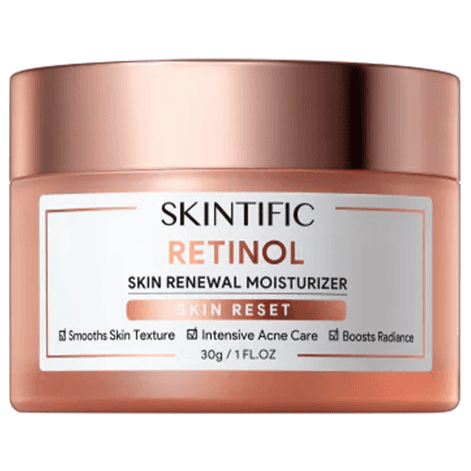 SKINTIFIC
RETINOL
SKIN RENEWAL MOISTURIZER
SKIN RESET
☑ Smooths Skin Texture ☑ Intensive Acne Care ☑ Boosts Radiance
30g / 1 FL.OZ